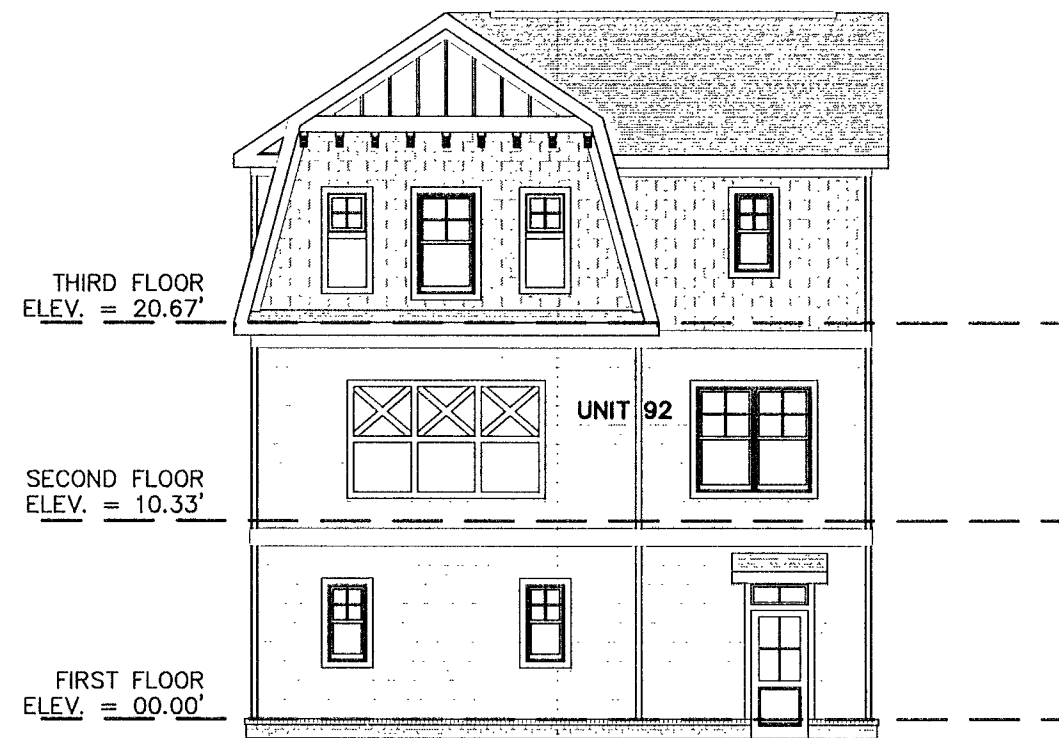 THIRD FLOOR
ELEV. = 20.67'
UNIT 92
SECOND FLOOR
ELEV. = 10.33'
FIRST FLOOR
ELEV. = 00.00'